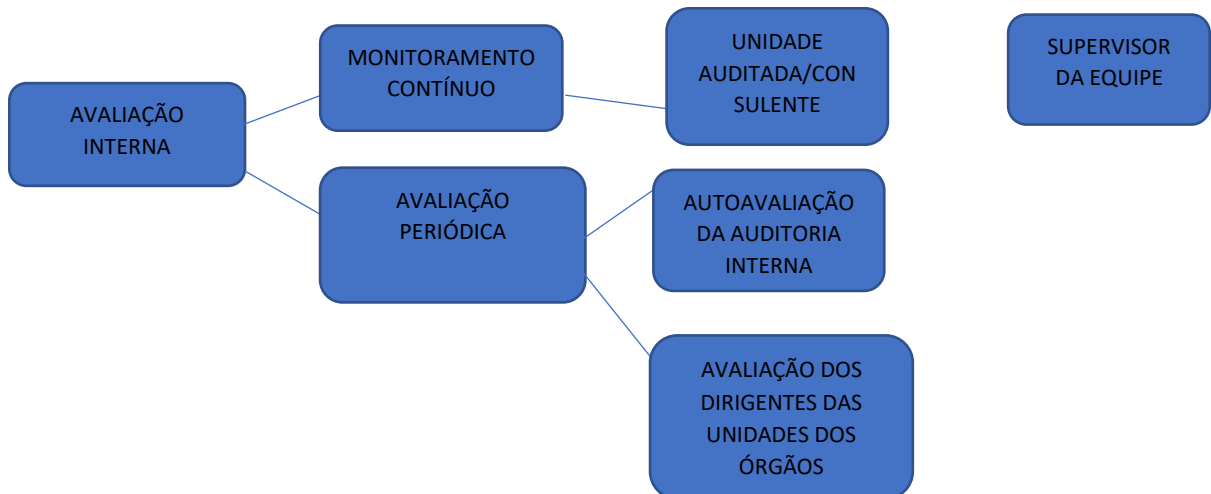 AVALIAÇÃO
INTERNA
MONITORAMENTO
CONTÍNUO
UNIDADE
AUDITADA/CON
SULENTE
SUPERVISOR
DA EQUIPE
AVALIAÇÃO
PERIÓDICA
AUTOAVALIAÇÃO
DA AUDITORIA
INTERNA
AVALIAÇÃO DOS
DIRIGENTES DAS
UNIDADES DOS
ÓRGÃOS